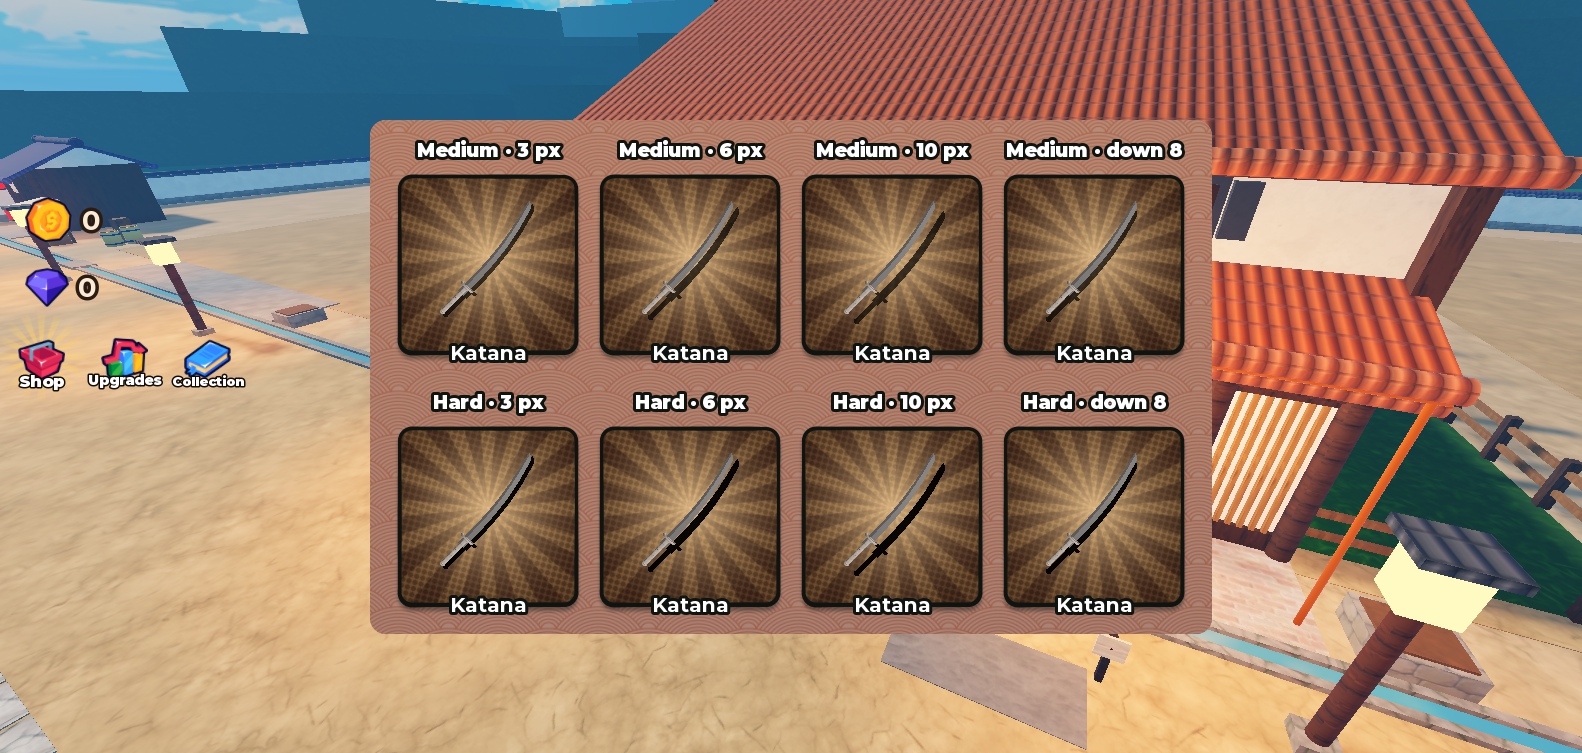 Medium • 3 px
Medium • 6 px
Medium • 10 px
Medium • down 8
Katana
Katana
Katana
Katana
Hard • 3 px
Hard • 6 px
Hard • 10 px
Hard • down 8
Katana
Katana
Katana
Katana
0
0
Shop
Upgrades
Collection